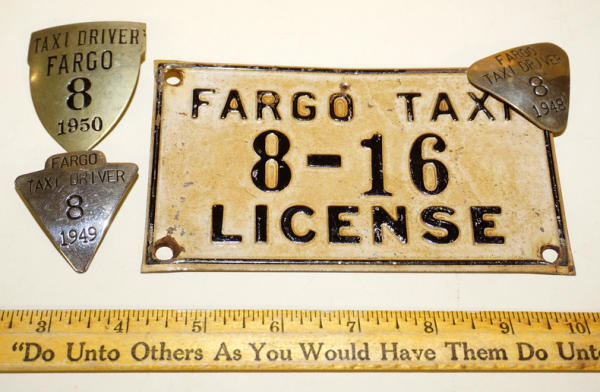 TAXI DRIVER
FARGO
8
1950
FARGO
TAXI DRIVER
8
1949
FARGO TAXI
8-16
LICENSE
FARGO
TAXI DRIVER
8
1948
3 4 5 6 7 8 9 10
"Do Unto Others As You Would Have Them Do Unto